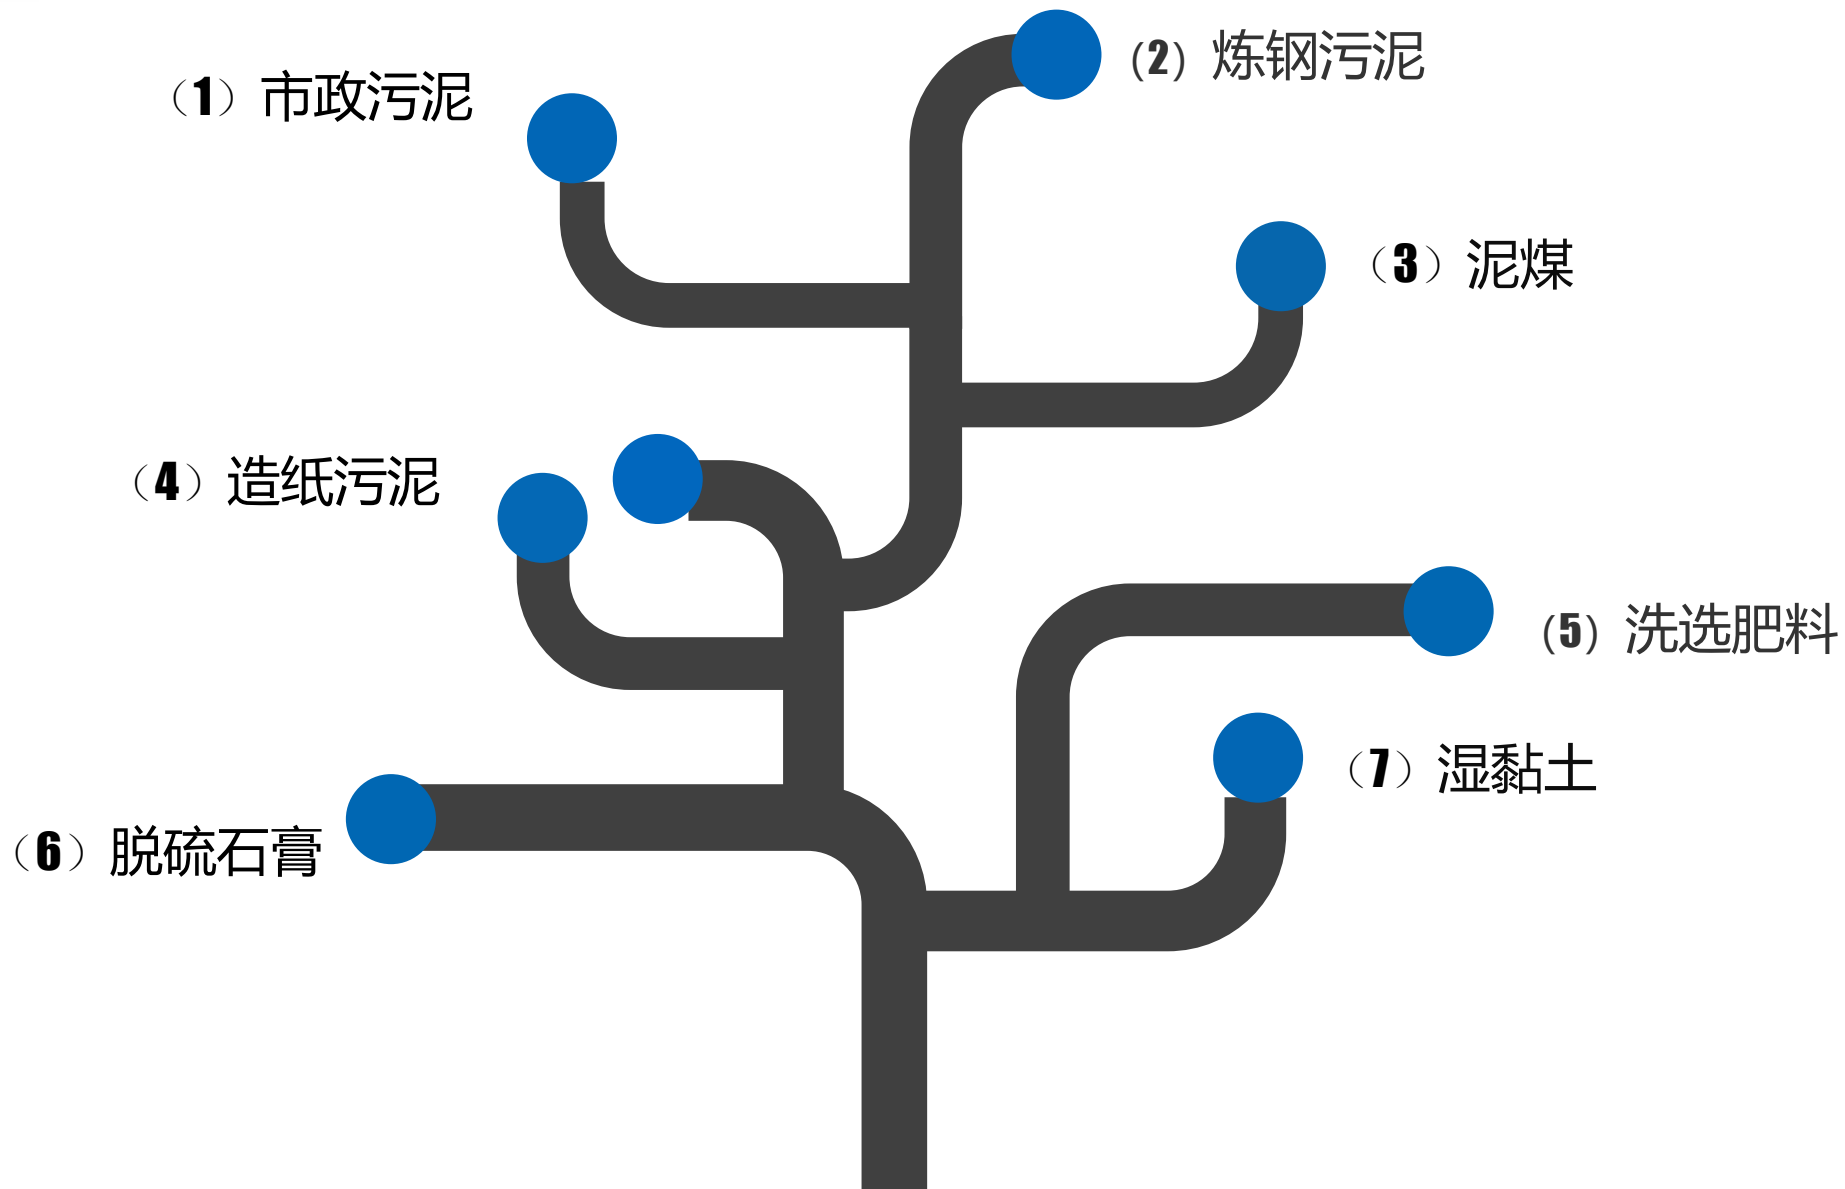 （1）市政污泥
（2）炼钢污泥
（3）泥煤
（4）造纸污泥
（5）洗选肥料
（6）脱硫石膏
（7）湿黏土